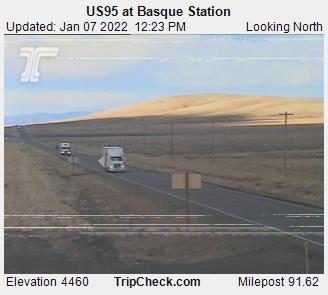 US95 at Basque Station
Updated: Jan 07 2022 12:23 PM Looking North
Elevation 4460 TripCheck.com Milepost 91.62